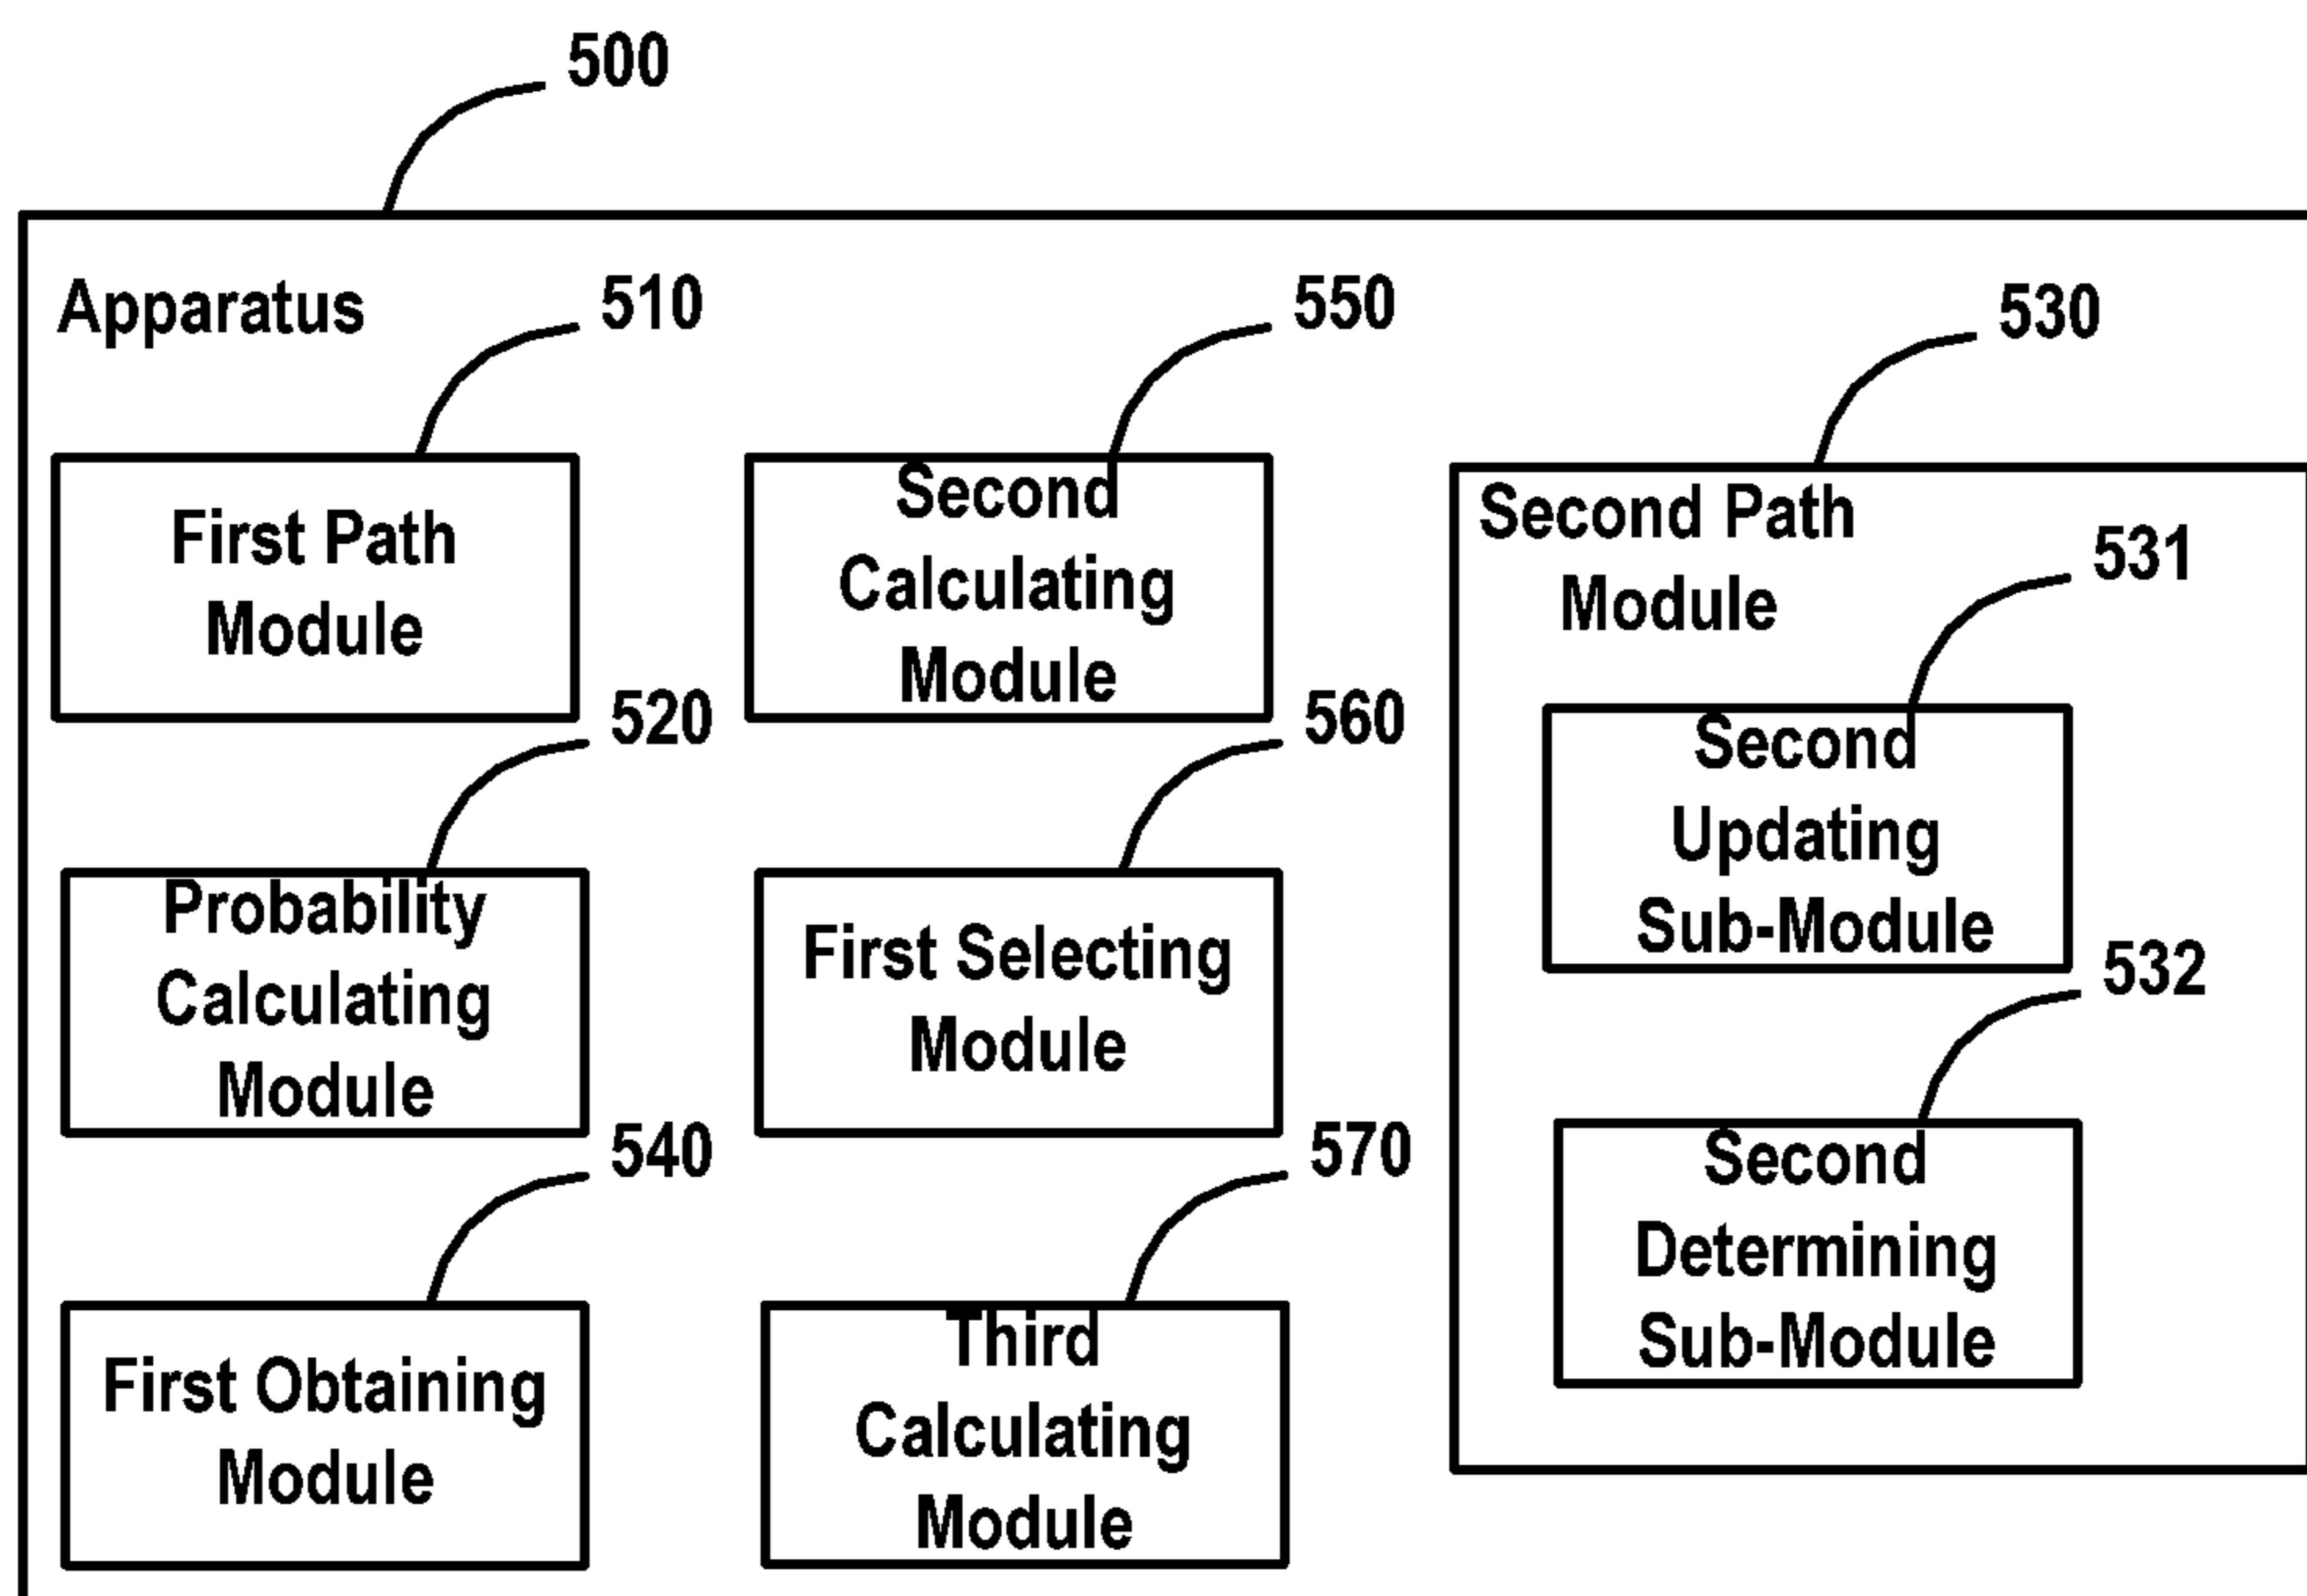 500
Apparatus
510
First Path
Module
550
Second
Calculating
Module
530
Second Path
Module
531
Second
Updating
Sub-Module
520
Probability
Calculating
Module
560
First Selecting
Module
532
Second
Determining
Sub-Module
540
First Obtaining
Module
570
Third
Calculating
Module